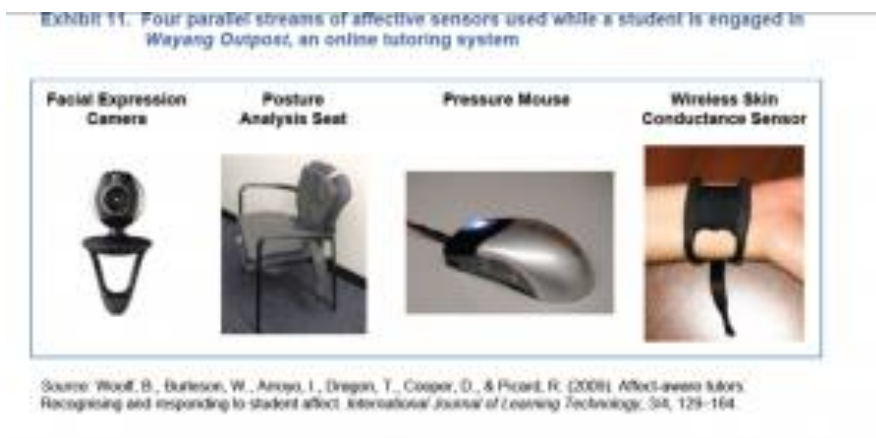 Exhibit 11. Four parallel streams of affective sensors used while a student is engaged in
Wayang Outpost, an online tutoring system
Facial Expression
Camera
Posture
Analysis Seat
Pressure Mouse
Wireless Skin
Conductance Sensor
Source: Woolf, B., Burleson, W., Arroyo, I., Dragon, T., Cooper, D., & Picard, R. (2009). Affect-aware tutors:
Recognising and responding to student affect. International Journal of Learning Technology, 3/4, 129–164.